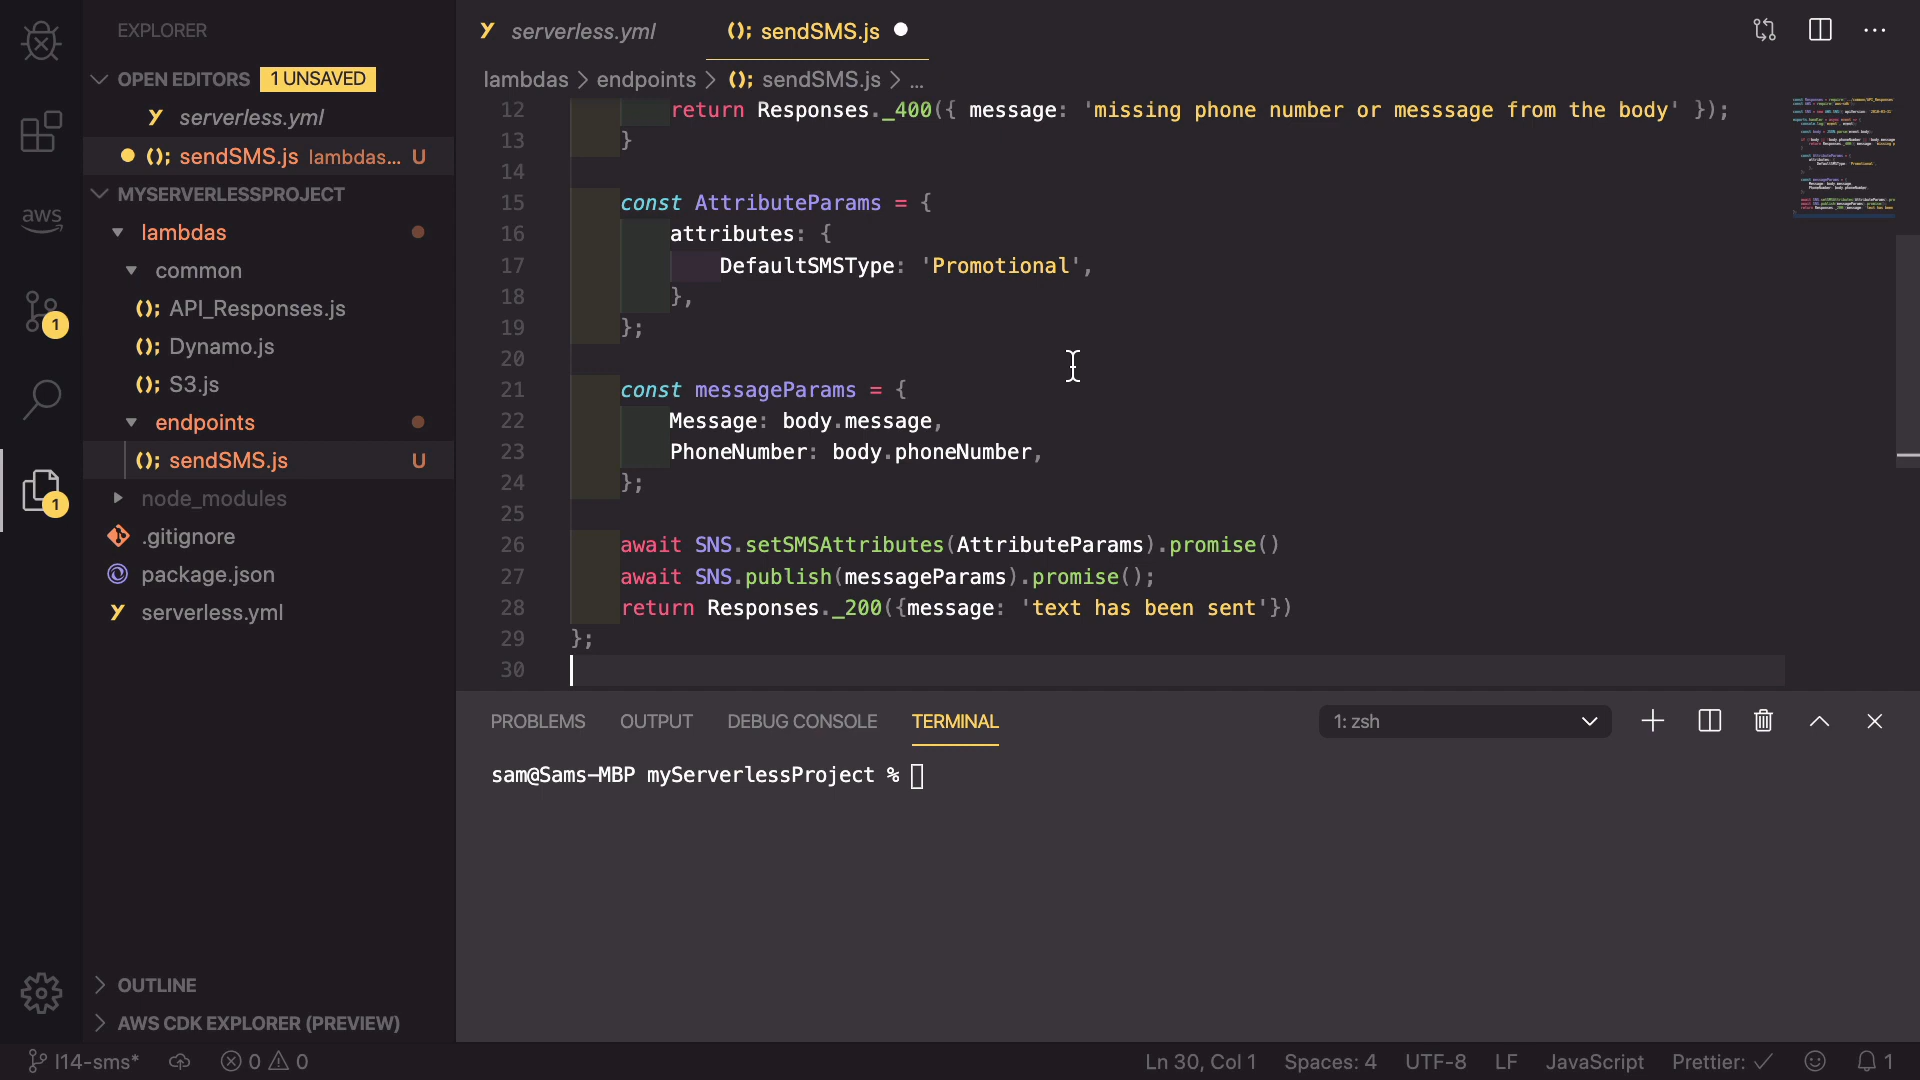 EXPLORER
OPEN EDITORS 1 UNSAVED
serverless.yml
sendSMS.js lambdas... U
MYSERVERLESSPROJECT
lambdas
common
(); API_Responses.js
(); Dynamo.js
(); S3.js
endpoints
(); sendSMS.js U
node_modules
.gitignore
package.json
Y serverless.yml
OUTLINE
AWS CDK EXPLORER (PREVIEW)
aws
1
1
Y serverless.yml
(); sendSMS.js
lambdas > endpoints > (); sendSMS.js > ...
12 return Responses._400({ message: 'missing phone number or messsage from the body' });
13 }
14
15 const AttributeParams = {
16 attributes: {
17 DefaultSMSType: 'Promotional',
18 },
19 };
20
21 const messageParams = {
22 Message: body.message,
23 PhoneNumber: body.phoneNumber,
24 };
25
26 await SNS.setSMSAttributes(AttributeParams).promise()
27 await SNS.publish(messageParams).promise();
28 return Responses._200({message: 'text has been sent'})
29 };
30
PROBLEMS OUTPUT DEBUG CONSOLE TERMINAL 1: zsh
sam@Sams-MBP myServerlessProject %
l14-sms* 0 0 Ln 30, Col 1 Spaces: 4 UTF-8 LF JavaScript Prettier: ✓ 1